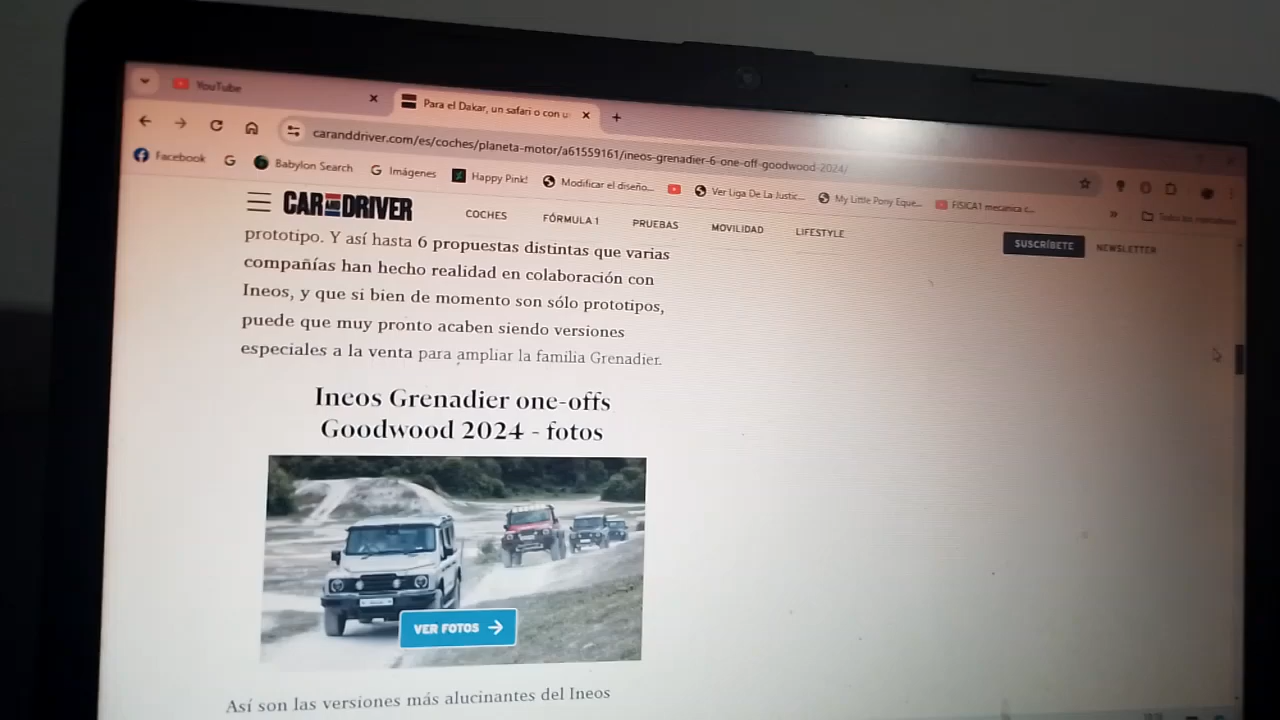 YouTube
Para el Dakar, un safari o con u
caranddriver.com/es/coches/planeta-motor/a61559161/ineos-grenadier-6-one-off-goodwood-2024/
Facebook
Babylon Search
Imágenes
Happy Pink!
Modificar el diseño...
Ver Liga De La Justic...
My Little Pony Eque...
FISICA1 mecanica c...
CAR AND DRIVER
COCHES
FÓRMULA 1
PRUEBAS
MOVILIDAD
LIFESTYLE
SUSCRÍBETE
NEWSLETTER
prototipo. Y así hasta 6 propuestas distintas que varias
compañías han hecho realidad en colaboración con
Ineos, y que si bien de momento son sólo prototipos,
puede que muy pronto acaben siendo versiones
especiales a la venta para ampliar la familia Grenadier.
Ineos Grenadier one-offs
Goodwood 2024 - fotos
VER FOTOS
Así son las versiones más alucinantes del Ineos